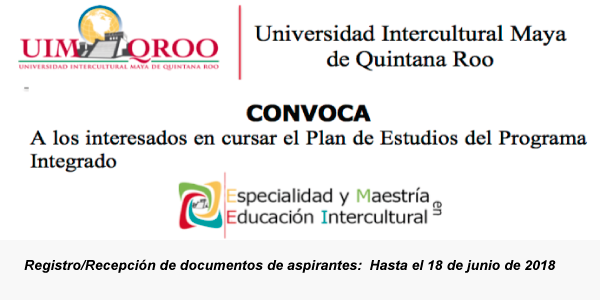 UIMQROO
UNIVERSIDAD INTERCULTURAL MAYA DE QUINTANA ROO
Universidad Intercultural Maya
de Quintana Roo
CONVOCA
A los interesados en cursar el Plan de Estudios del Programa
Integrado
Especialidad y Maestría en
Educación Intercultural
Registro/Recepción de documentos de aspirantes: Hasta el 18 de junio de 2018